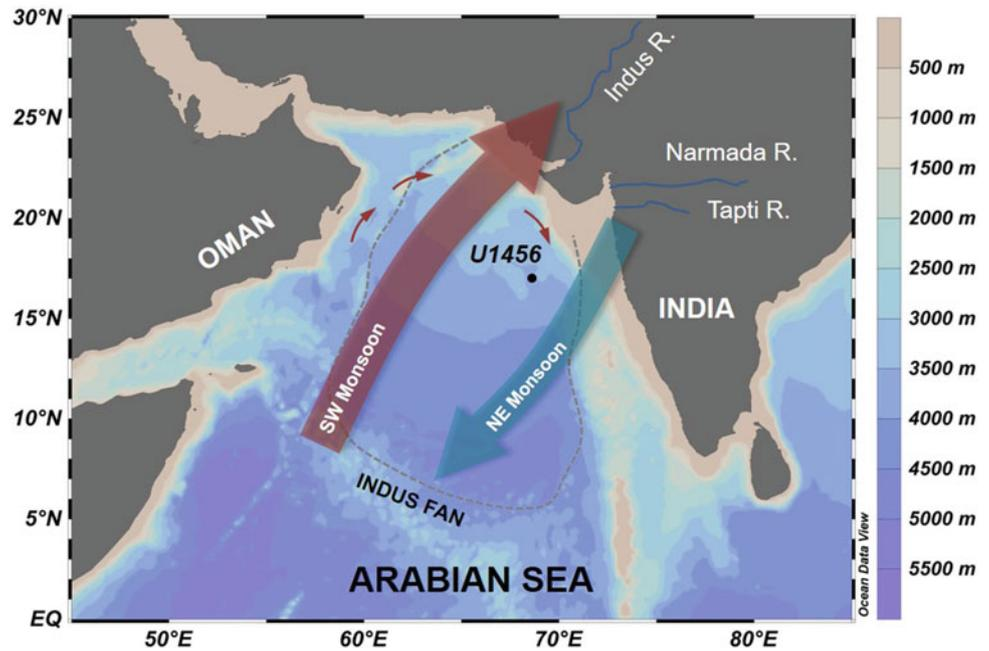 30°N
25°N
20°N
15°N
10°N
5°N
EQ
50°E
60°E
70°E
80°E
Indus R.
Narmada R.
Tapti R.
OMAN
U1456
INDIA
SW Monsoon
NE Monsoon
INDUS FAN
ARABIAN SEA
500 m
1000 m
1500 m
2000 m
2500 m
3000 m
3500 m
4000 m
4500 m
5000 m
5500 m
Ocean Data View